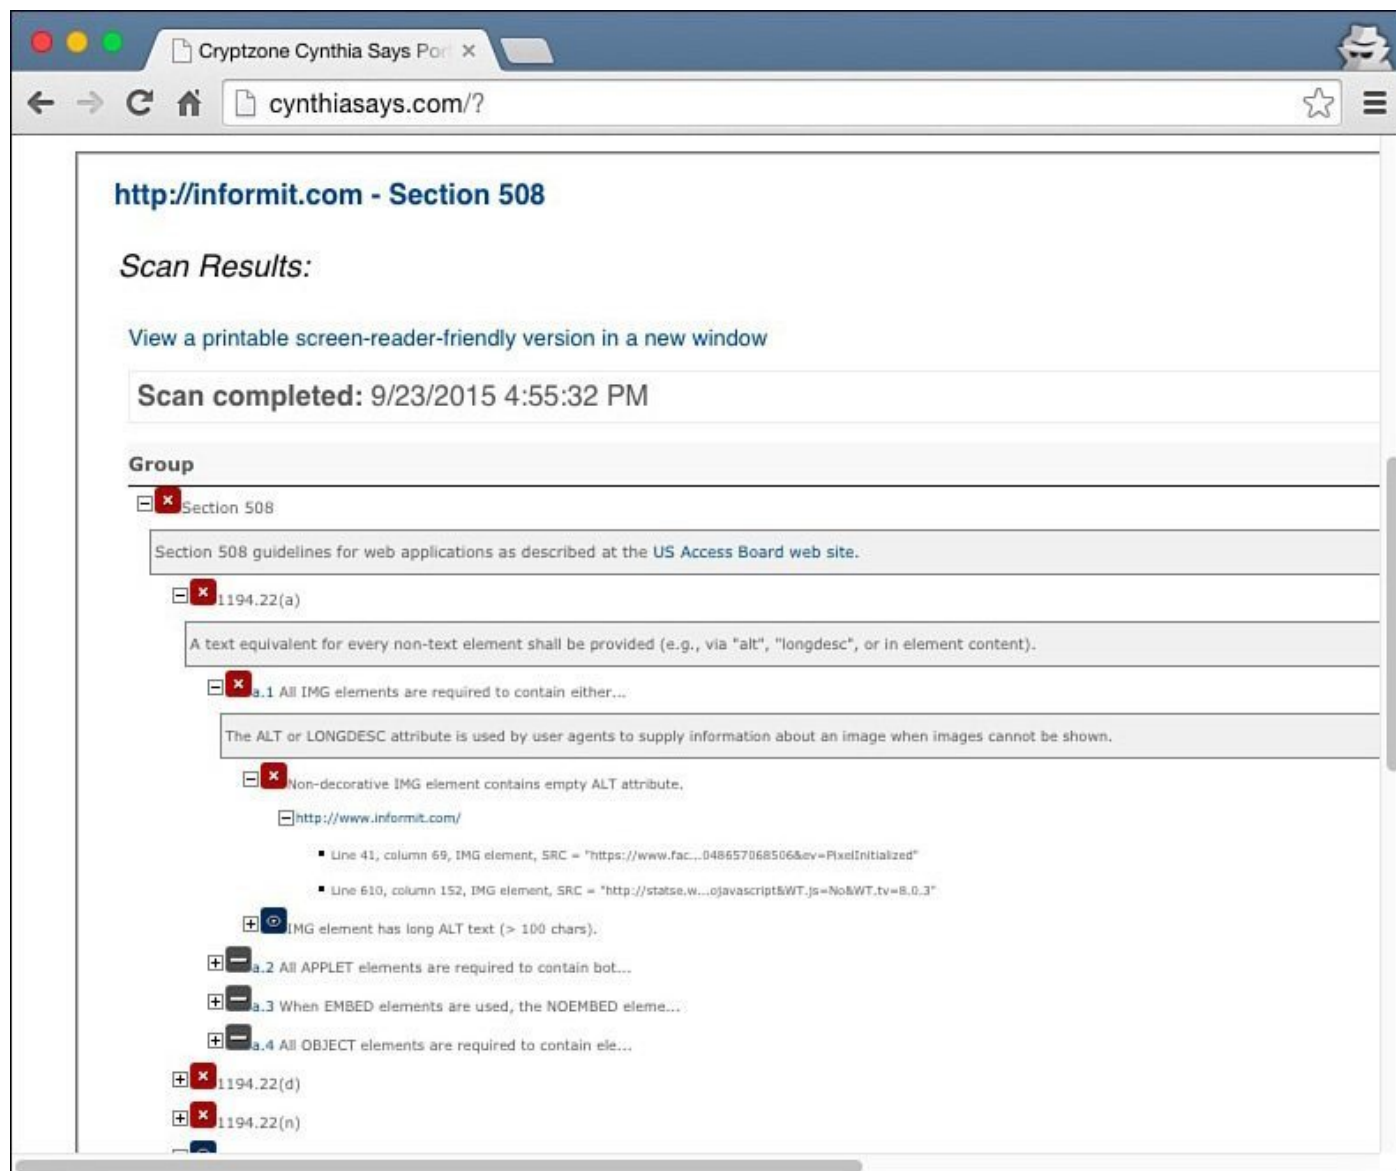 Cryptzone Cynthia Says Por
cynthiasays.com/?
http://informit.com - Section 508
Scan Results:
View a printable screen-reader-friendly version in a new window
Scan completed: 9/23/2015 4:55:32 PM
Group
Section 508
Section 508 guidelines for web applications as described at the US Access Board web site.
1194.22(a)
A text equivalent for every non-text element shall be provided (e.g., via "alt", "longdesc", or in element content).
a.1 All IMG elements are required to contain either...
The ALT or LONGDESC attribute is used by user agents to supply information about an image when images cannot be shown.
Non-decorative IMG element contains empty ALT attribute.
http://www.informit.com/
Line 41, column 69, IMG element, SRC = "https://www.fac...048657068506&ev=PixelInitialized"
Line 610, column 152, IMG element, SRC = "http://statse.w...ojavascript&WT.js=No&WT.tv=8.0.3"
IMG element has long ALT text (> 100 chars).
a.2 All APPLET elements are required to contain bot...
a.3 When EMBED elements are used, the NOEMBED eleme...
a.4 All OBJECT elements are required to contain ele...
1194.22(d)
1194.22(n)